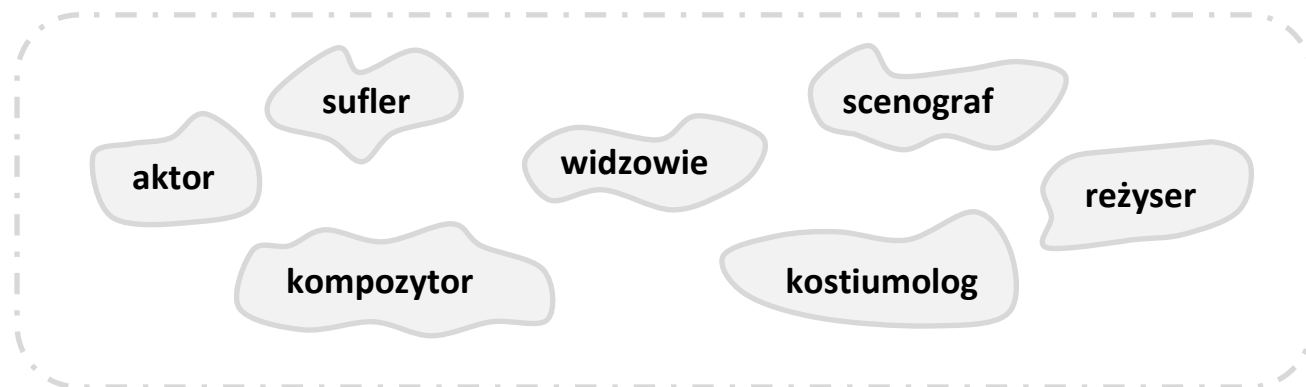 sufler
scenograf
aktor
widzowie
reżyser
kompozytor
kostiumolog